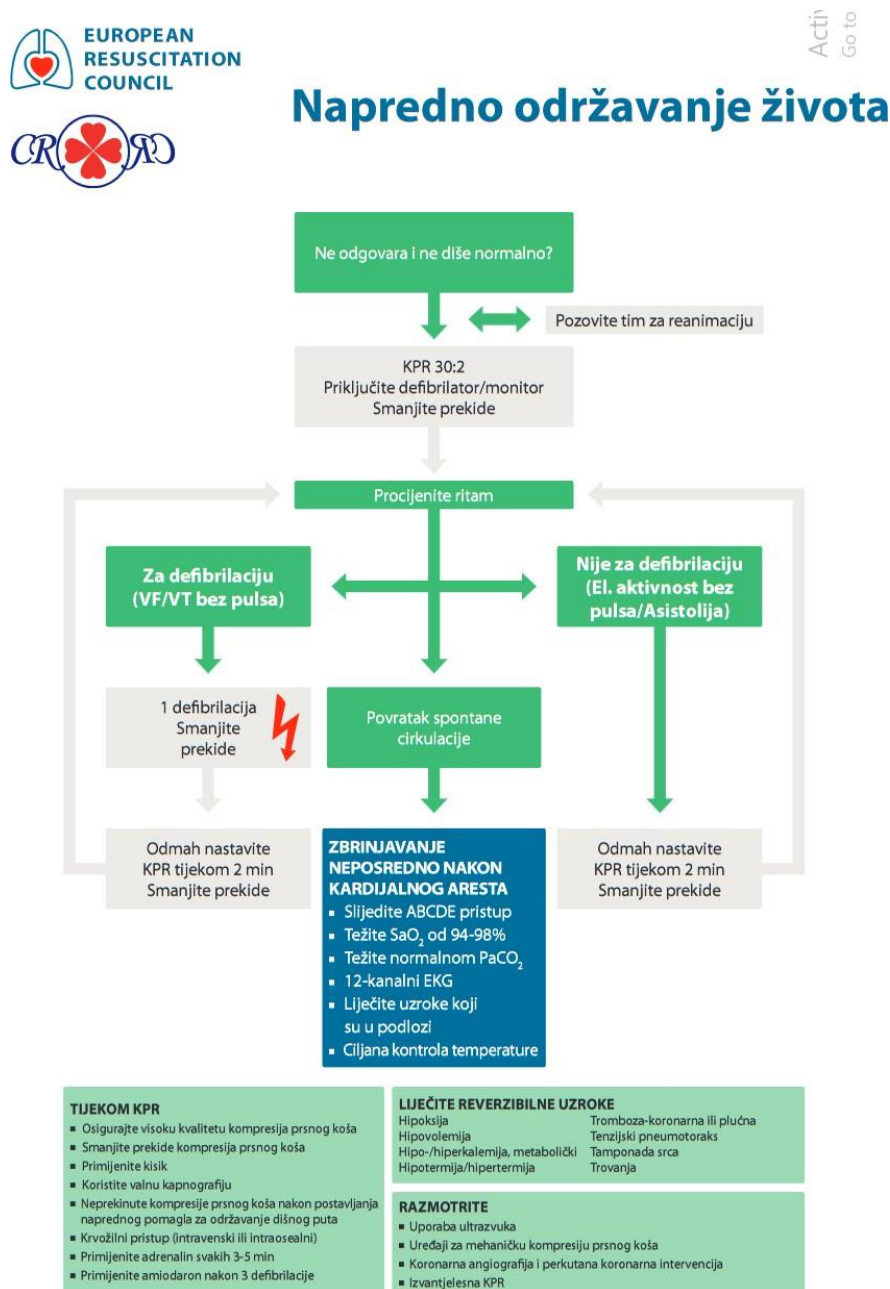 EUROPEAN
RESUSCITATION
COUNCIL
Activ
Go to
Napredno održavanje života
Ne odgovara i ne diše normalno?
Pozovite tim za reanimaciju
KPR 30:2
Priključite defibrilator/monitor
Smanjite prekide
Procijenite ritam
Za defibrilaciju
(VF/VT bez pulsa)
Nije za defibrilaciju
(El. aktivnost bez
pulsa/Asistolija)
1 defibrilacija
Smanjite
prekide
Povratak spontane
cirkulacije
Odmah nastavite
KPR tijekom 2 min
Smanjite prekide
ZBRINJAVANJE
NEPOSREDNO NAKON
KARDIJALNOG ARESTA
▪ Slijedite ABCDE pristup
▪ Težite SaO₂ od 94-98%
▪ Težite normalnom PaCO₂
▪ 12-kanalni EKG
▪ Liječite uzroke koji
su u podlozi
▪ Ciljana kontrola temperature
Odmah nastavite
KPR tijekom 2 min
Smanjite prekide
TIJEKOM KPR
▪ Osigurajte visoku kvalitetu kompresija prsnog koša
▪ Smanjite prekide kompresija prsnog koša
▪ Primijenite kisik
▪ Koristite valnu kapnografiju
▪ Neprekinute kompresije prsnog koša nakon postavljanja
naprednog pomagla za održavanje dišnog puta
▪ Krvožilni pristup (intravenski ili intraosealni)
▪ Primijenite adrenalin svakih 3-5 min
▪ Primijenite amiodaron nakon 3 defibrilacije
LIJEČITE REVERZIBILNE UZROKE
Hipoksija Tromboza-koronarna ili plućna
Hipovolemija Tenzijski pneumotoraks
Hipo-/hiperkalemija, metabolički Tamponada srca
Hipotermija/hipertermija Trovanja
RAZMOTRITE
▪ Uporaba ultrazvuka
▪ Uređaji za mehaničku kompresiju prsnog koša
▪ Koronarna angiografija i perkutana koronarna intervencija
▪ Izvantjelesna KPR